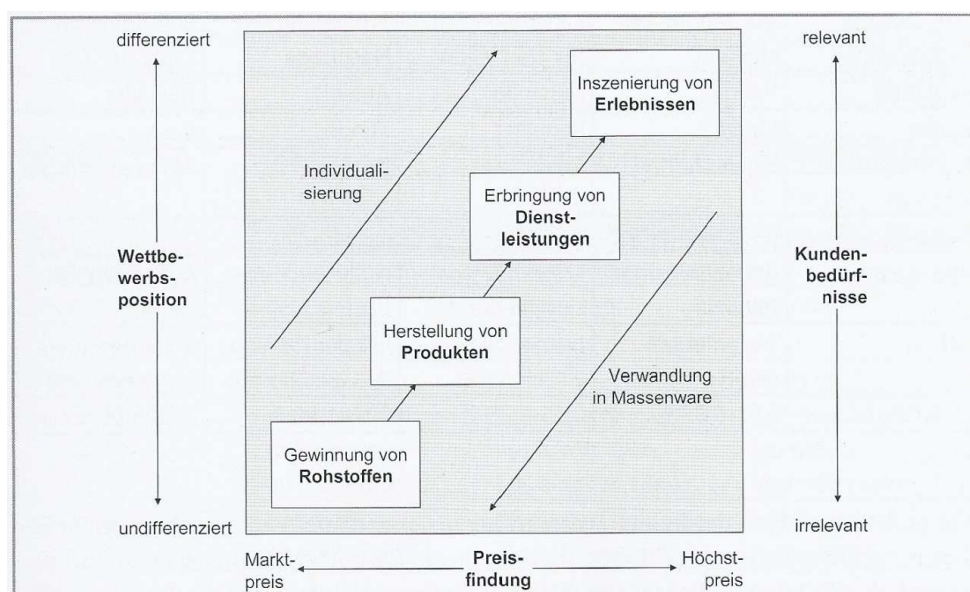 differenziert
relevant
Inszenierung von
Erlebnissen
Individuali-
sierung
Erbringung von
Dienst-
leistungen
Wettbe-
werbs-
position
Kunden-
bedürf-
nisse
Herstellung von
Produkten
Verwandlung
in Massenware
Gewinnung von
Rohstoffen
undifferenziert
irrelevant
Markt-
preis
Preis-
findung
Höchst-
preis